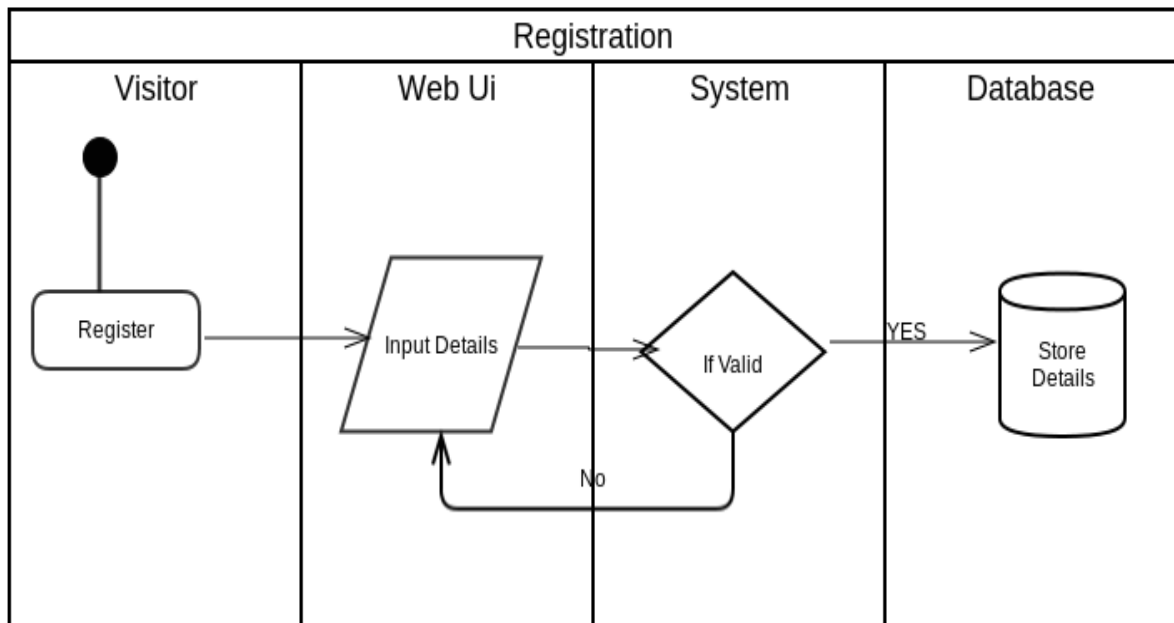 Registration
Visitor
Web Ui
System
Database
Register
Input Details
If Valid
YES
Store
Details
No